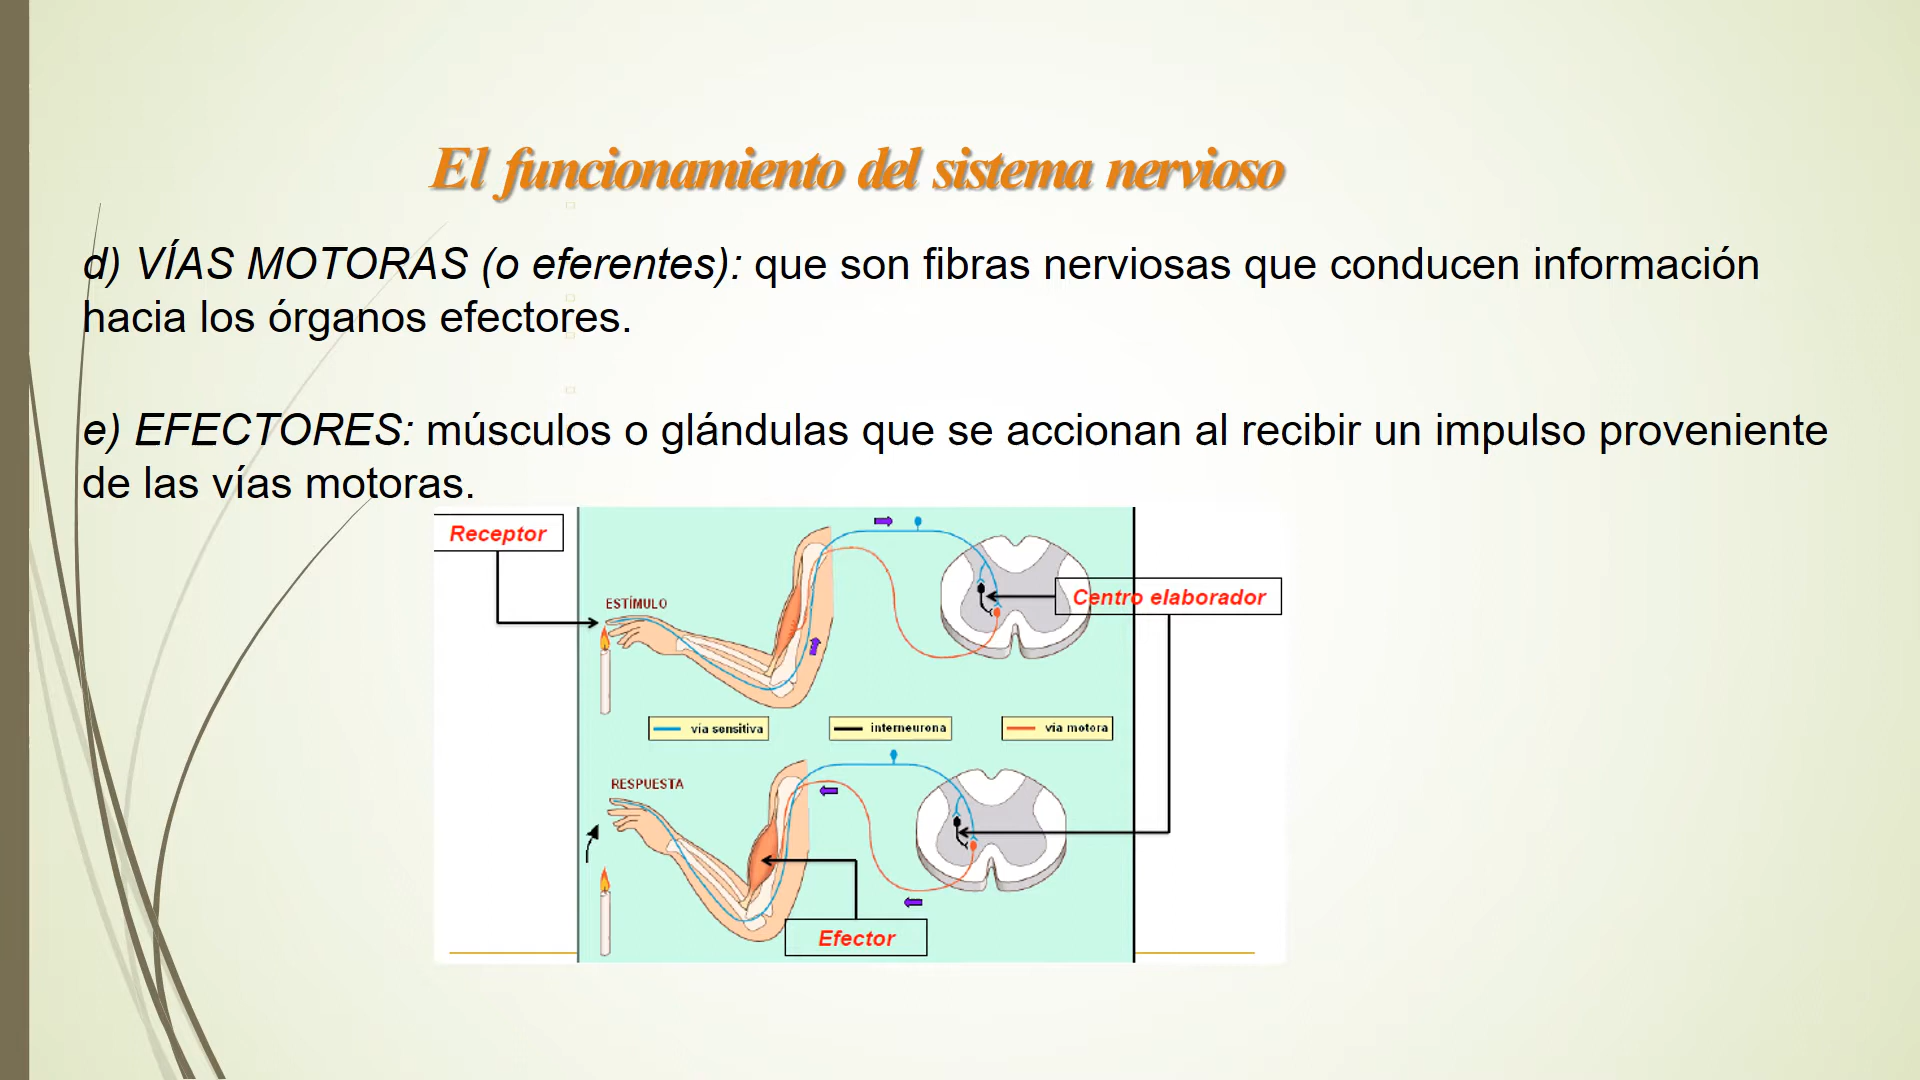 El funcionamiento del sistema nervioso
d) VÍAS MOTORAS (o eferentes): que son fibras nerviosas que conducen información
hacia los órganos efectores.
e) EFECTORES: músculos o glándulas que se accionan al recibir un impulso proveniente
de las vías motoras.
Receptor
ESTÍMULO
Centro elaborador
vía sensitiva
interneurona
vía motora
RESPUESTA
Efector